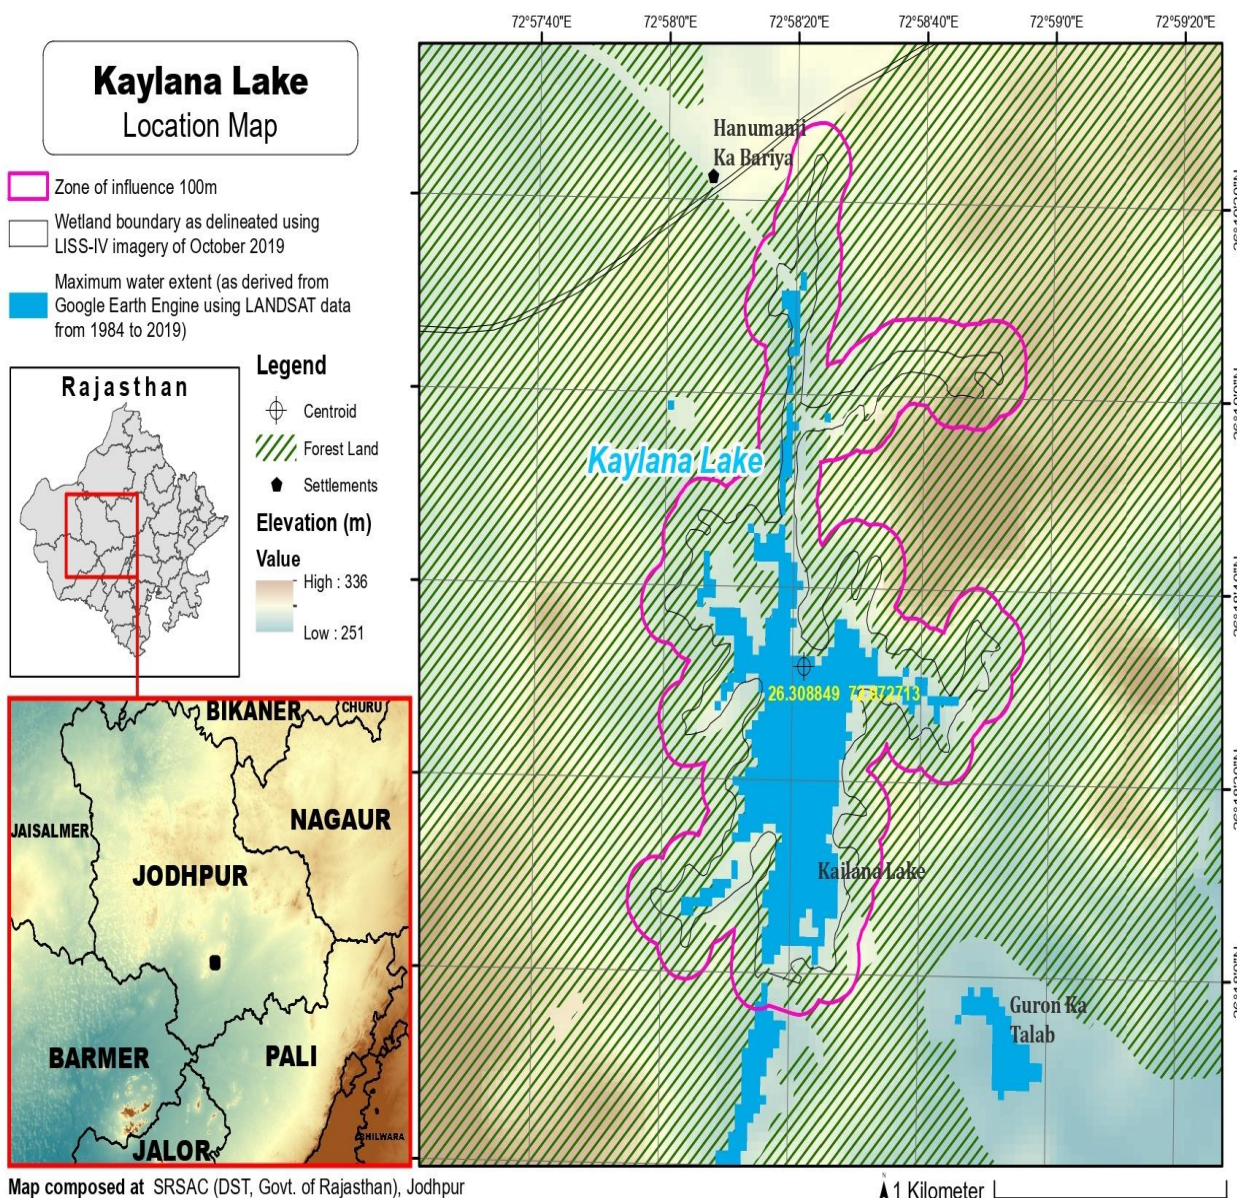 Kaylana Lake
Location Map
Zone of influence 100m
Wetland boundary as delineated using
LISS-IV imagery of October 2019
Maximum water extent (as derived from
Google Earth Engine using LANDSAT data
from 1984 to 2019)
Rajasthan
Legend
Centroid
Forest Land
Settlements
Elevation (m)
Value
High : 336
Low : 251
BIKANER
CHURU
NAGAUR
JAISALMER
JODHPUR
BARMER
PALI
JALOR
Map composed at SRSAC (DST, Govt. of Rajasthan), Jodhpur
72°57'40"E 72°58'0"E 72°58'20"E 72°58'40"E 72°59'0"E 72°59'20"E
Hanumanji
Ka Bariya
Kaylana Lake
26.308849
Kailana Lake
Guron Ka
Talab
N
1 Kilometer